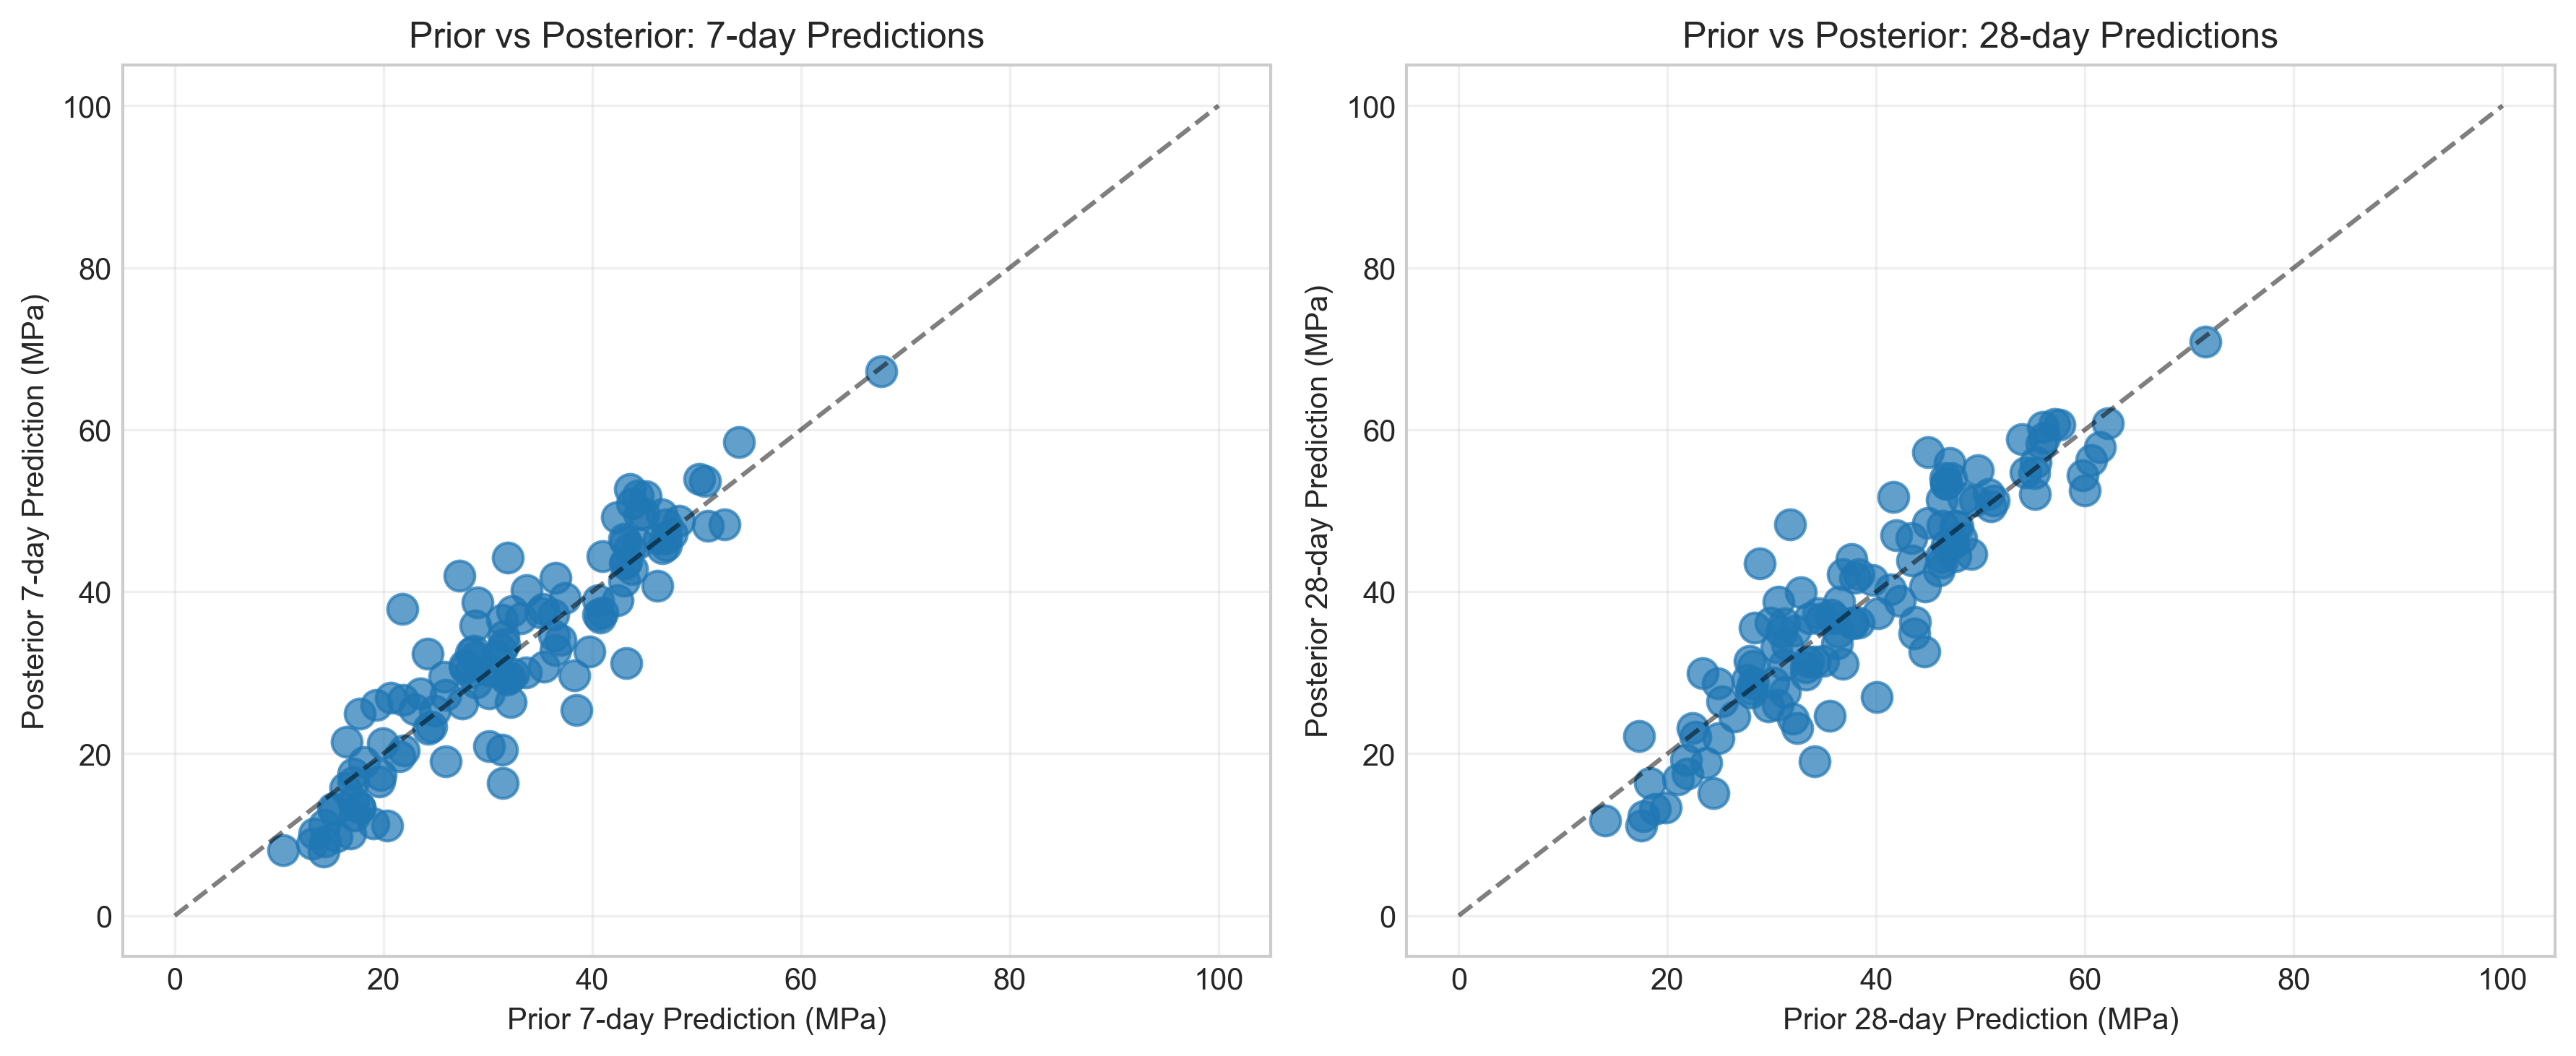 Prior vs Posterior: 7-day Predictions
Posterior 7-day Prediction (MPa)
100
80
60
40
20
0
0 20 40 60 80 100
Prior 7-day Prediction (MPa)
Prior vs Posterior: 28-day Predictions
Posterior 28-day Prediction (MPa)
100
80
60
40
20
0
0 20 40 60 80 100
Prior 28-day Prediction (MPa)